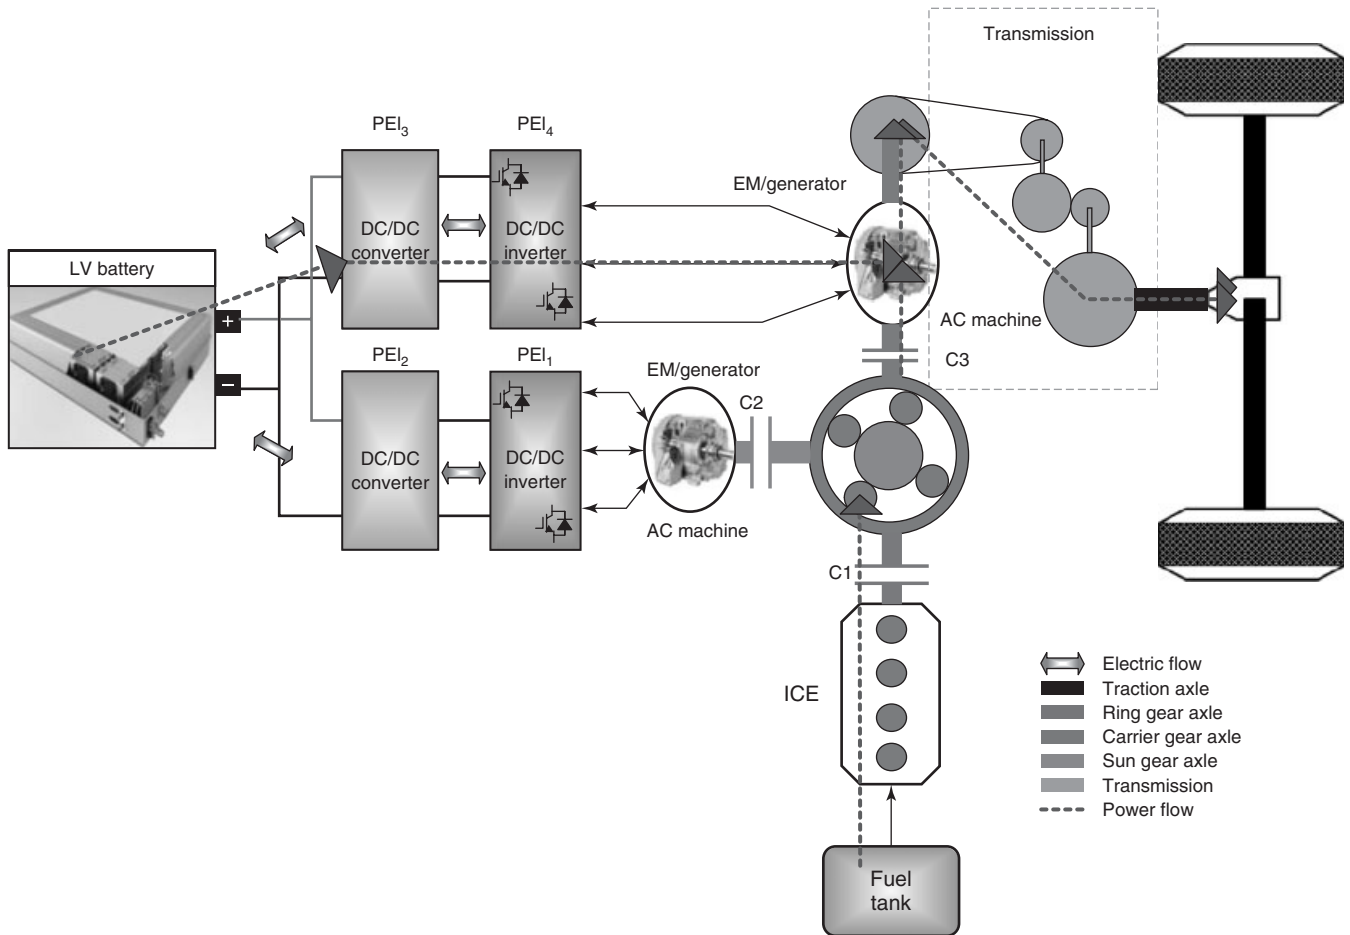 Transmission
PEI3
PEI4
EM/generator
DC/DC
converter
DC/DC
inverter
LV battery
+
−
AC machine
C3
PEI2
PEI1
EM/generator
C2
DC/DC
converter
DC/DC
inverter
AC machine
C1
ICE
Electric flow
Traction axle
Ring gear axle
Carrier gear axle
Sun gear axle
Transmission
Power flow
Fuel
tank